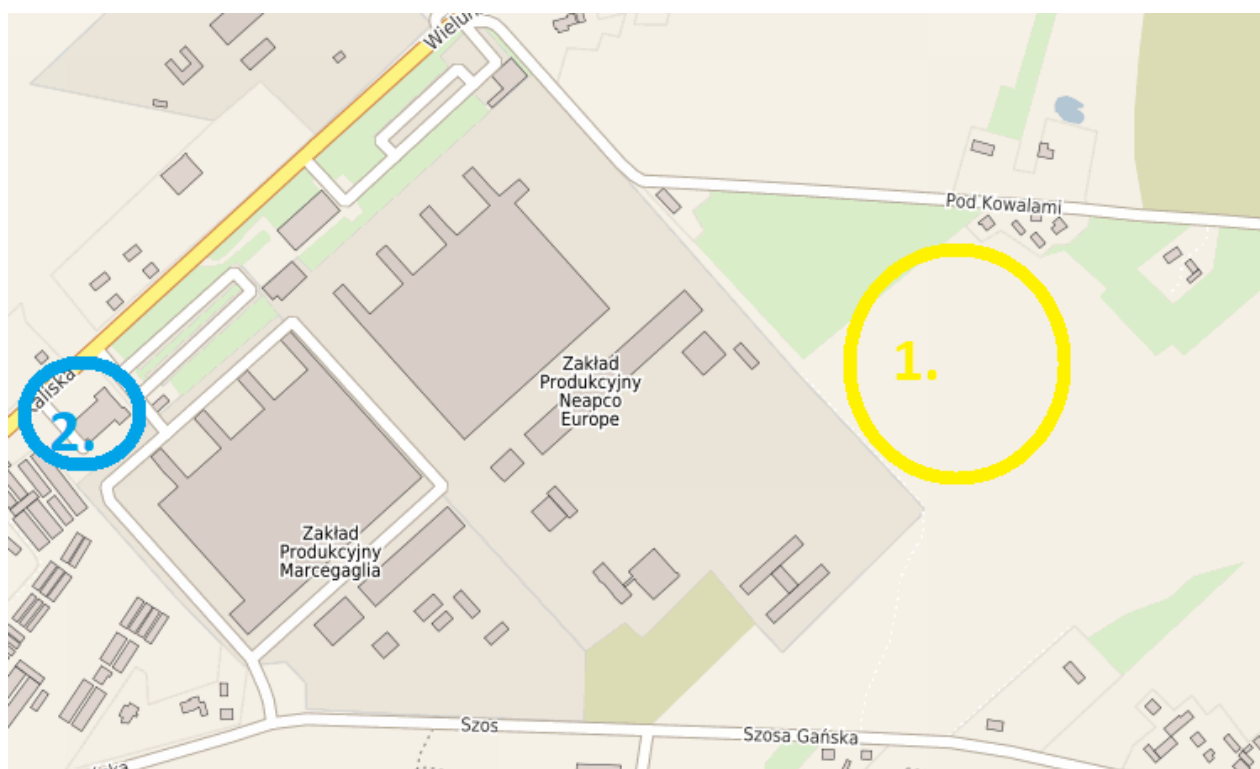 Wieluń
Pod Kowalami
1.
Zakład
Produkcyjny
Neapco
Europe
Kaliska
2.
Zakład
Produkcyjny
Marcegaglia
Szos
Szosa Gańska